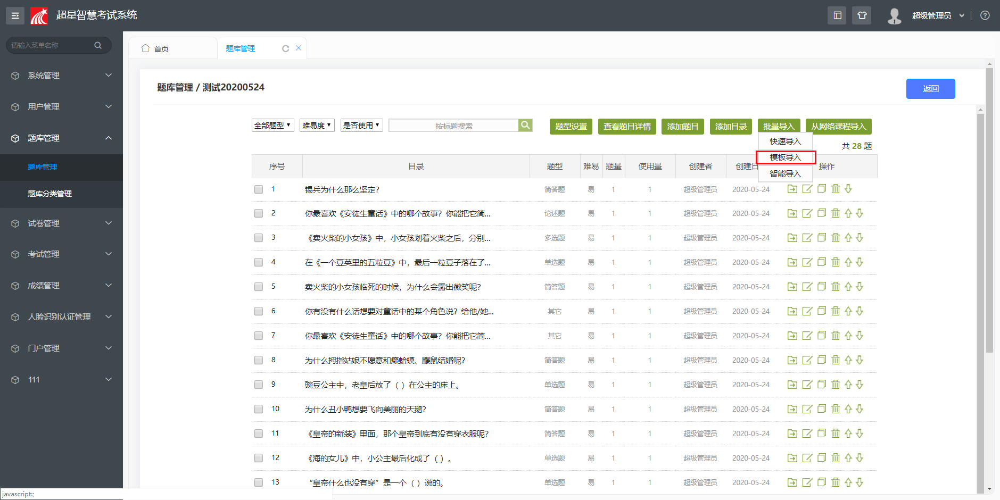 超星智慧考试系统
超级管理员
请输入菜单名称
首页
题库管理
系统管理
用户管理
题库管理
题库管理
题库分类管理
试卷管理
考试管理
成绩管理
人脸识别认证管理
门户管理
111
题库管理 / 测试20200524
返回
全部题型 难易度 是否使用 按标题搜索 题型设置 查看题目详情 添加题目 添加目录 批量导入 从网络课程导入
快速导入
模板导入
智能导入
共 28 题
序号 目录 题型 难易 题量 使用量 创建者 创建日 操作
1 锡兵为什么那么坚定? 简答题 易 1 1 超级管理员 2020-05-24
2 你最喜欢《安徒生童话》中的哪个故事？你能把它简... 论述题 易 1 1 超级管理员 2020-05-24
3 《卖火柴的小女孩》中，小女孩划着火柴之后，分别... 多选题 易 1 1 超级管理员 2020-05-24
4 在《一个豆荚里的五粒豆》中，最后一粒豆子落在了... 单选题 易 1 1 超级管理员 2020-05-24
5 卖火柴的小女孩临死的时候，为什么会露出微笑呢? 简答题 易 1 1 超级管理员 2020-05-24
6 你有没有什么话想要对童话中的某个角色说？给他/她... 其它 易 1 1 超级管理员 2020-05-24
7 你最喜欢《安徒生童话》中的哪个故事？你能把它简... 其它 易 1 1 超级管理员 2020-05-24
8 为什么拇指姑娘不愿意和癞蛤蟆、鼹鼠结婚呢? 简答题 易 1 1 超级管理员 2020-05-24
9 豌豆公主中，老皇后放了（ ）在公主的床上。 单选题 易 1 1 超级管理员 2020-05-24
10 为什么丑小鸭想要飞向美丽的天鹅? 简答题 易 1 1 超级管理员 2020-05-24
11 《皇帝的新装》里面，那个皇帝到底有没有穿衣服呢? 简答题 易 1 1 超级管理员 2020-05-24
12 《海的女儿》中，小公主最后化成了（ ）。 单选题 易 1 1 超级管理员 2020-05-24
13 “皇帝什么也没有穿”是一个（ ）说的。 单选题 易 1 1 超级管理员 2020-05-24
javascript:;